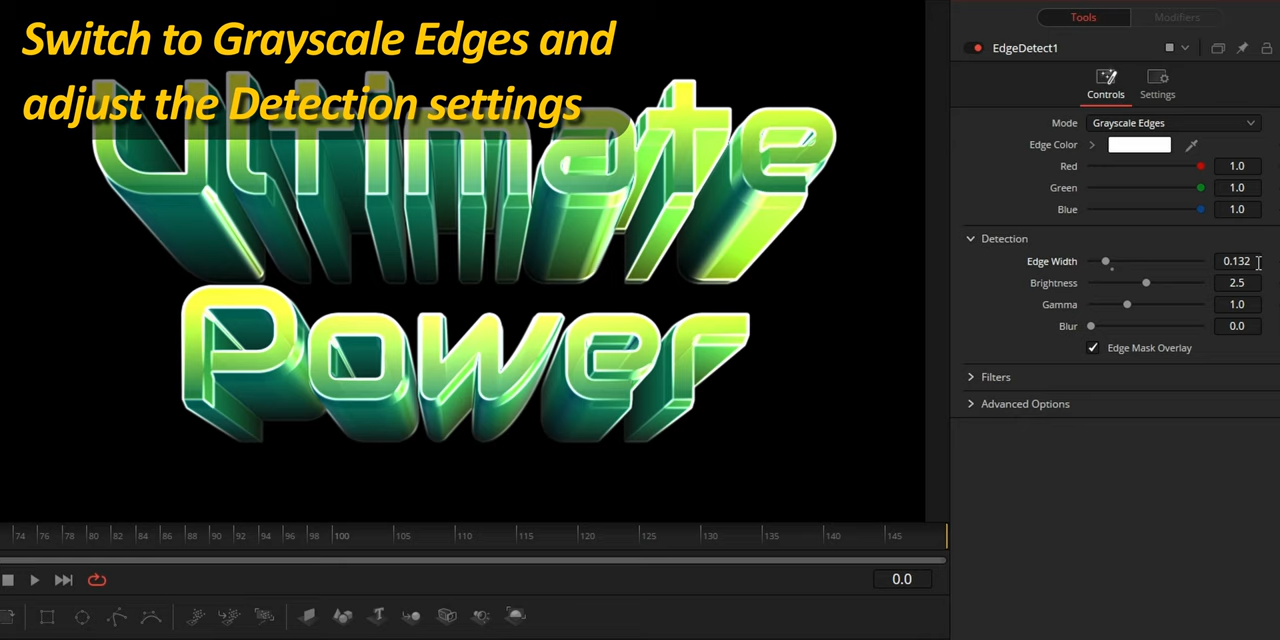 Switch to Grayscale Edges and
adjust the Detection settings
Ultimate
Power
Tools
Modifiers
EdgeDetect1
Controls
Settings
Mode
Grayscale Edges
Edge Color
Red
1.0
Green
1.0
Blue
1.0
Detection
Edge Width
0.132
Brightness
2.5
Gamma
1.0
Blur
0.0
Edge Mask Overlay
Filters
Advanced Options
74 76 78 80 82 84 86 88 90 92 94 96 98 100 105 110 115 120 125 130 135 140 145
0.0
T